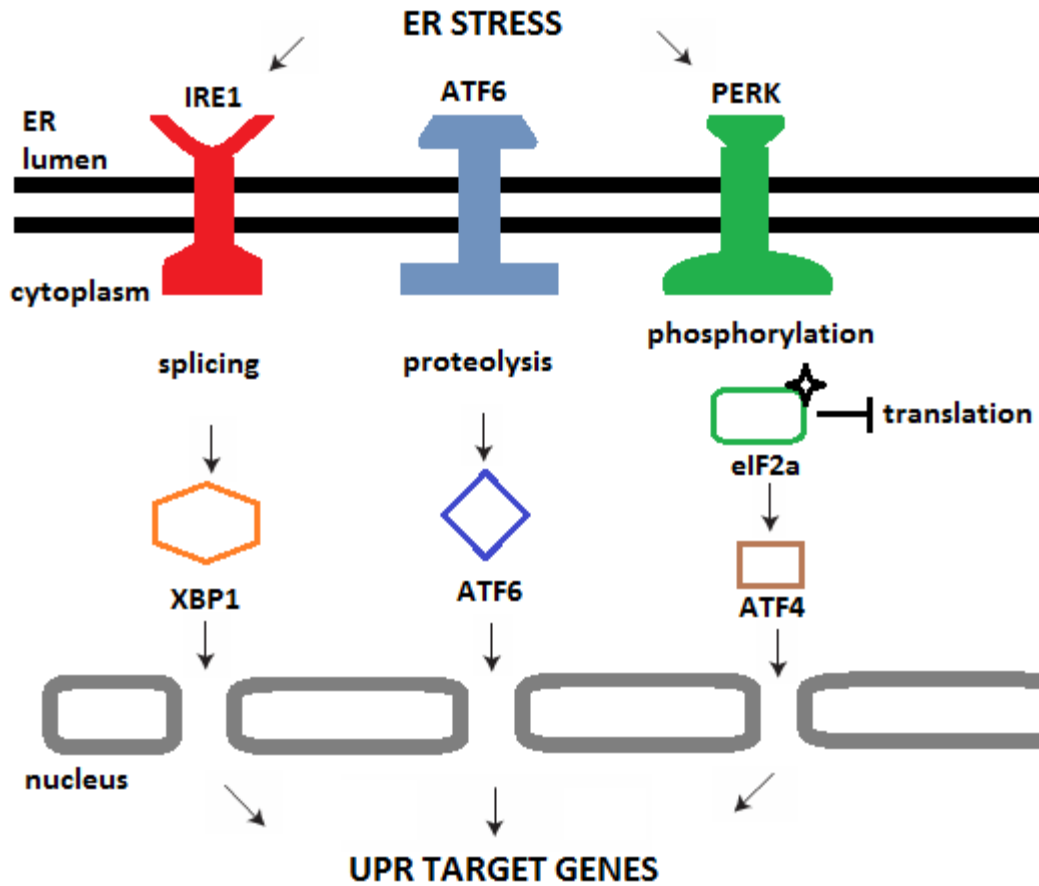 ER STRESS
IRE1
ATF6
PERK
ER
lumen
cytoplasm
splicing
proteolysis
phosphorylation
translation
eIF2a
XBP1
ATF6
ATF4
nucleus
UPR TARGET GENES